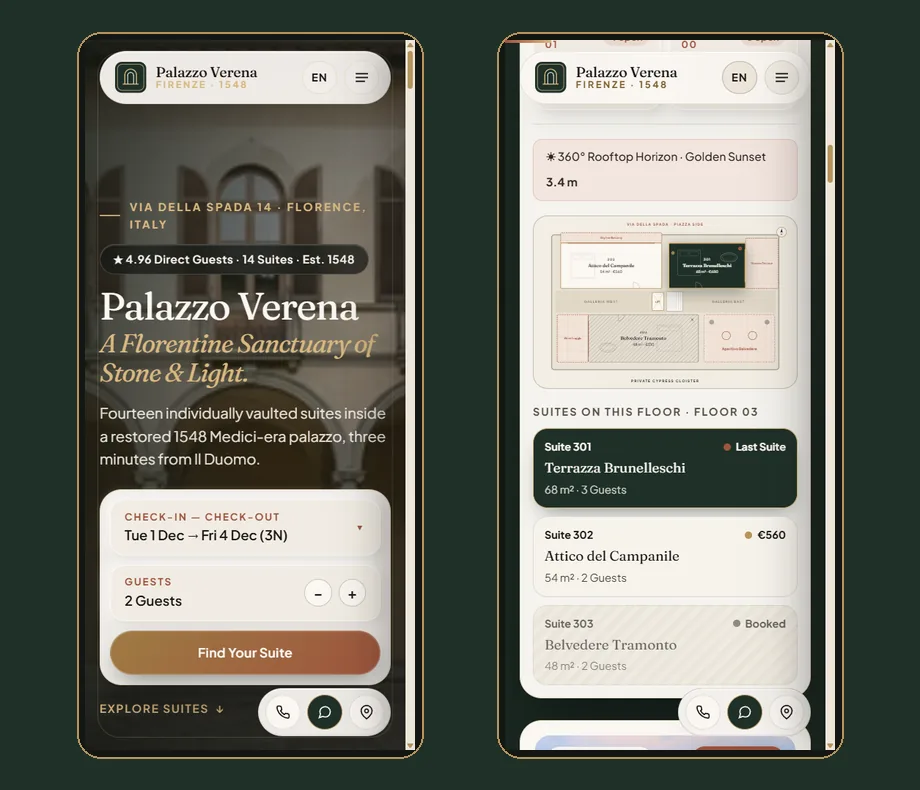 Palazzo Verena
FIRENZE · 1548
EN
VIA DELLA SPADA 14 · FLORENCE,
ITALY
★ 4.96 Direct Guests · 14 Suites · Est. 1548
Palazzo Verena
A Florentine Sanctuary of
Stone & Light.
Fourteen individually vaulted suites inside
a restored 1548 Medici-era palazzo, three
minutes from Il Duomo.
CHECK-IN — CHECK-OUT
Tue 1 Dec → Fri 4 Dec (3N)
GUESTS
2 Guests
Find Your Suite
EXPLORE SUITES ↓
01
00
Palazzo Verena
FIRENZE · 1548
EN
☀ 360° Rooftop Horizon · Golden Sunset
3.4 m
VIA DELLA SPADA · PIAZZA SIDE
Attico del Campanile
Terrazza Brunelleschi
Belvedere Tramonto
PRIVATE CYPRESS CLOISTER
SUITES ON THIS FLOOR · FLOOR 03
Suite 301
Last Suite
Terrazza Brunelleschi
68 m² · 3 Guests
Suite 302
€560
Attico del Campanile
54 m² · 2 Guests
Suite 303
Booked
Belvedere Tramonto
48 m² · 2 Guests